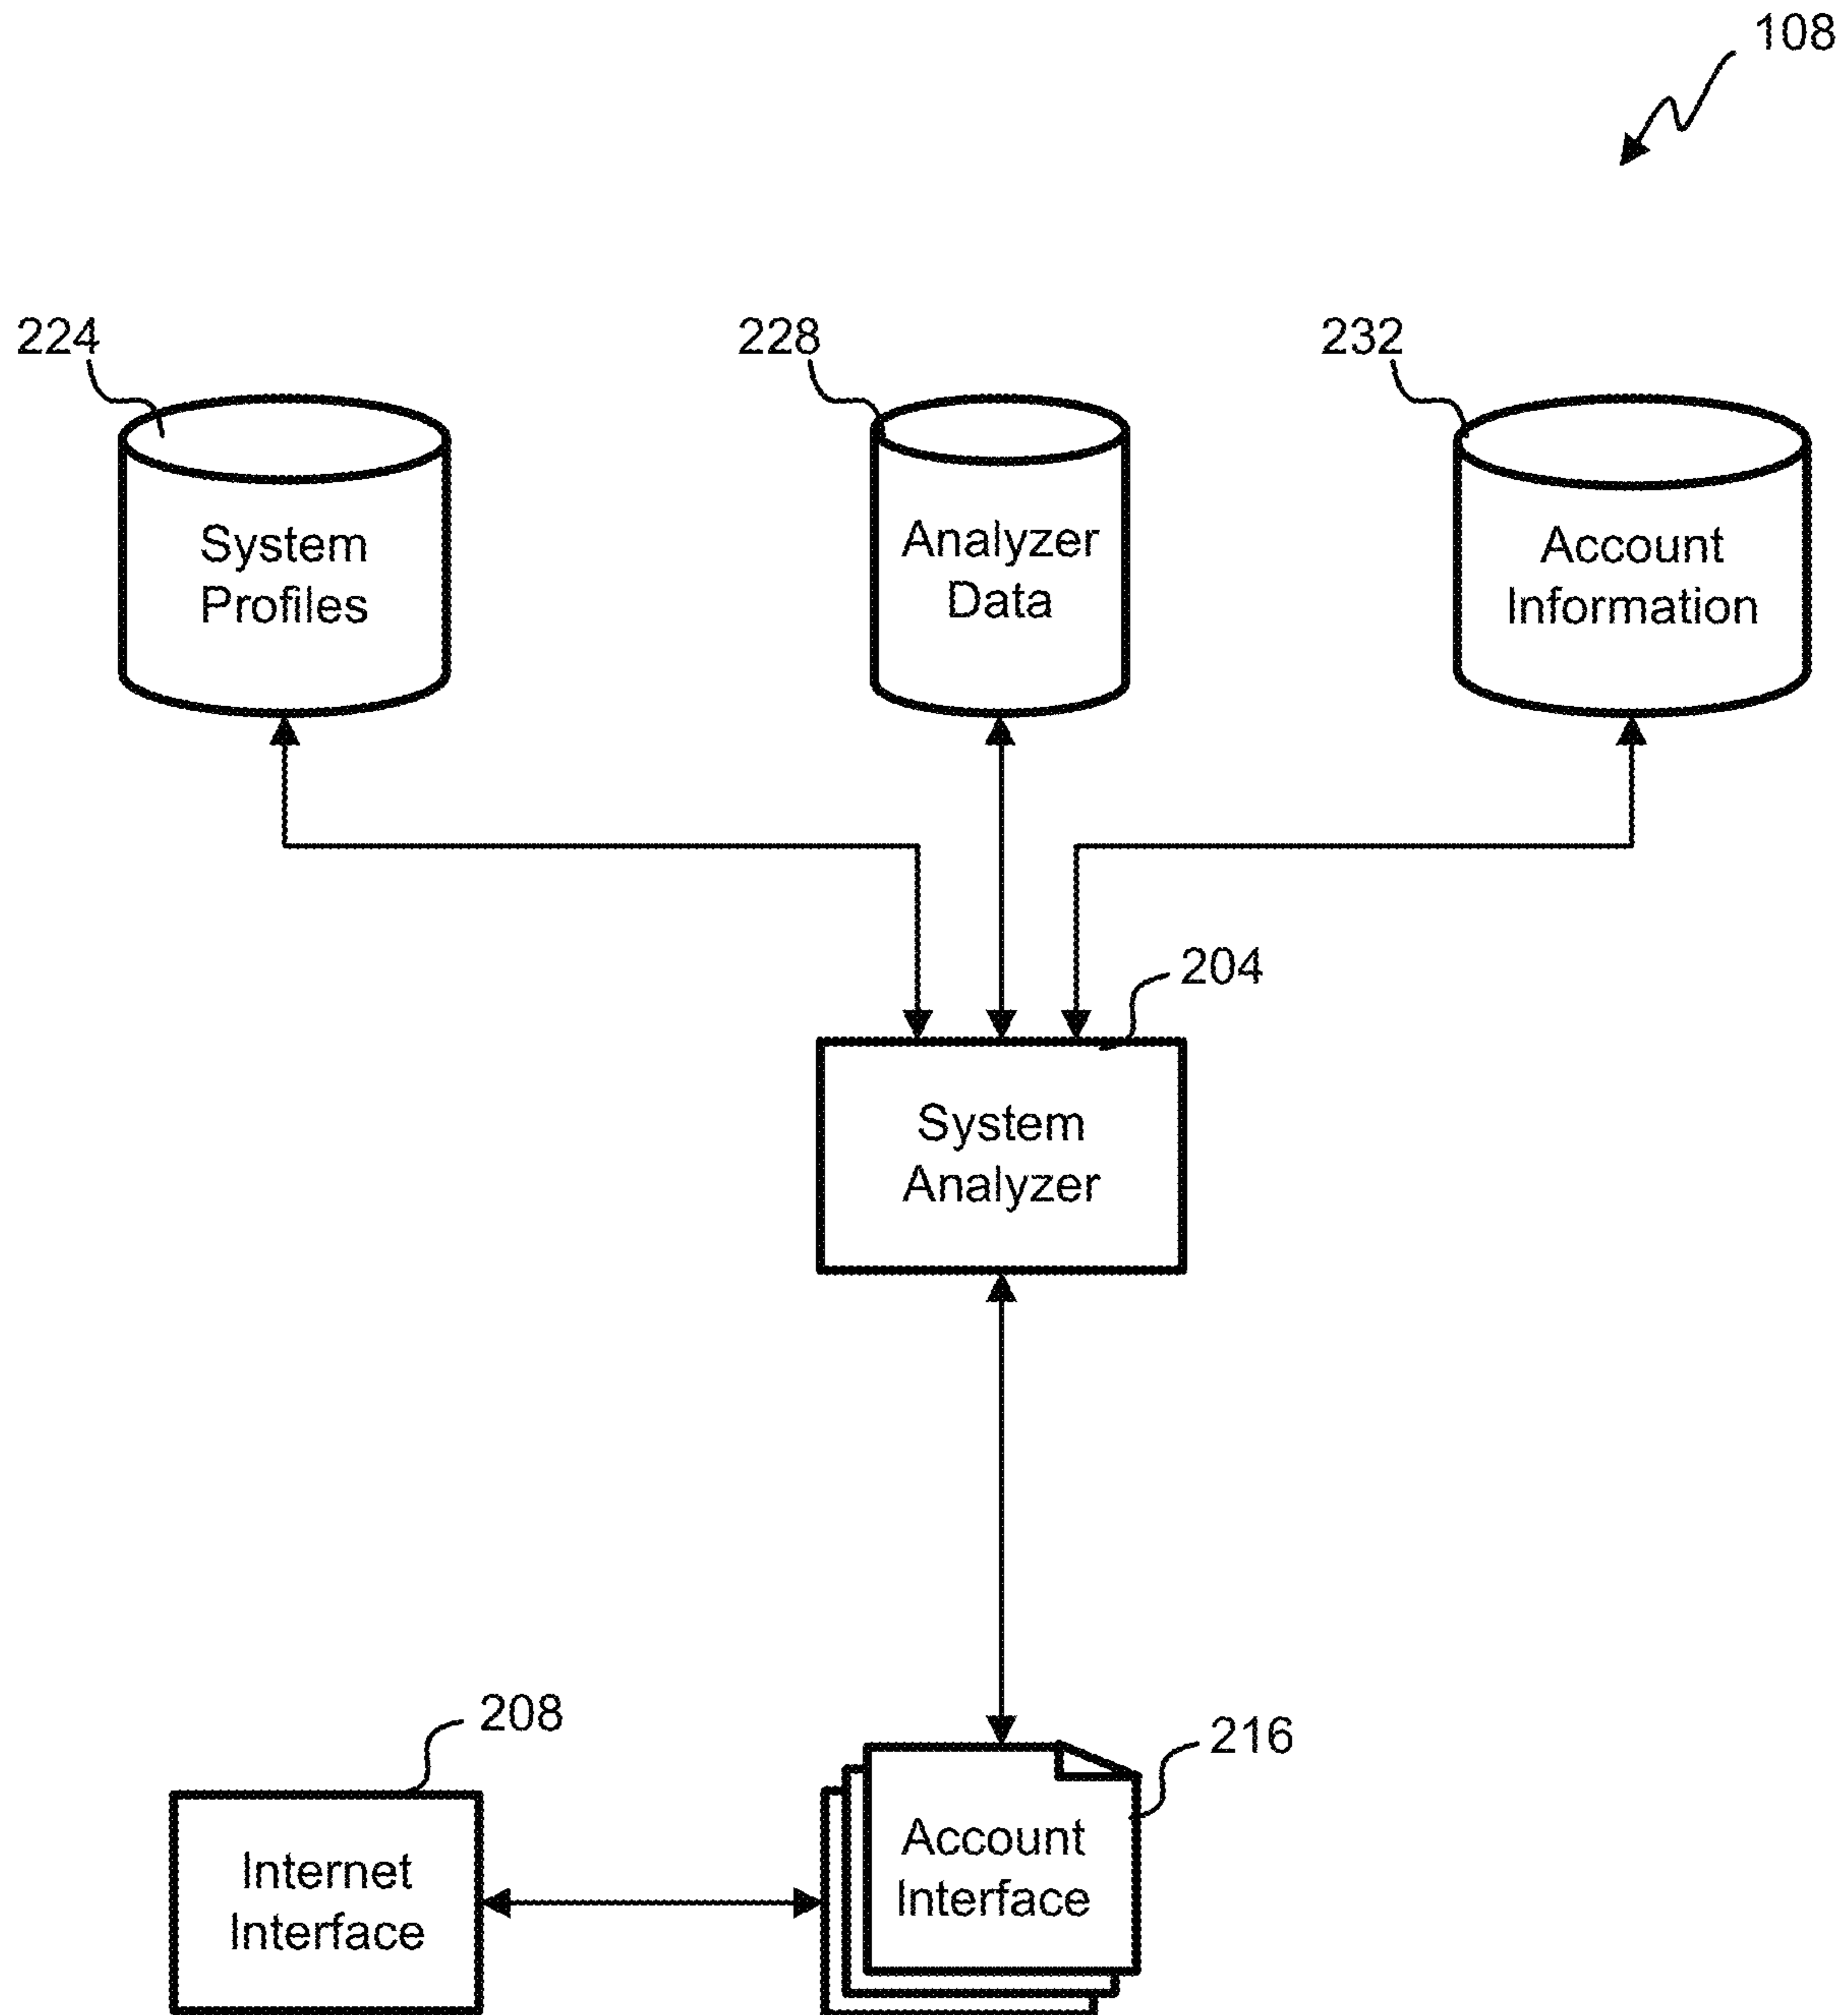 108
224
228
232
System
Profiles
Analyzer
Data
Account
Information
204
System
Analyzer
208
216
Internet
Interface
Account
Interface